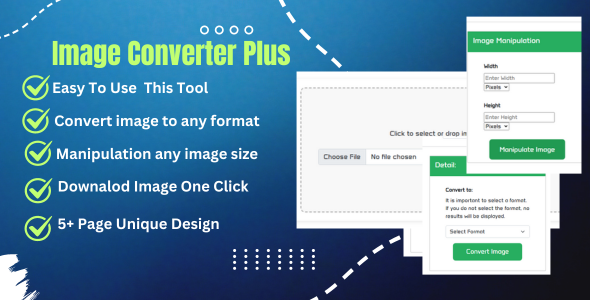 Image Converter Plus
Easy To Use This Tool
Convert image to any format
Manipulation any image size
Downalod Image One Click
5+ Page Unique Design
Image Manipulation
Width
Enter Width
Pixels
Height
Enter Height
Pixels
Manipulate Image
Click to select or drop im
Choose File No file chosen
Detail:
Convert to:
It is important to select a format.
If you do not select the format, no
results will be displayed.
Select Format
Convert Image